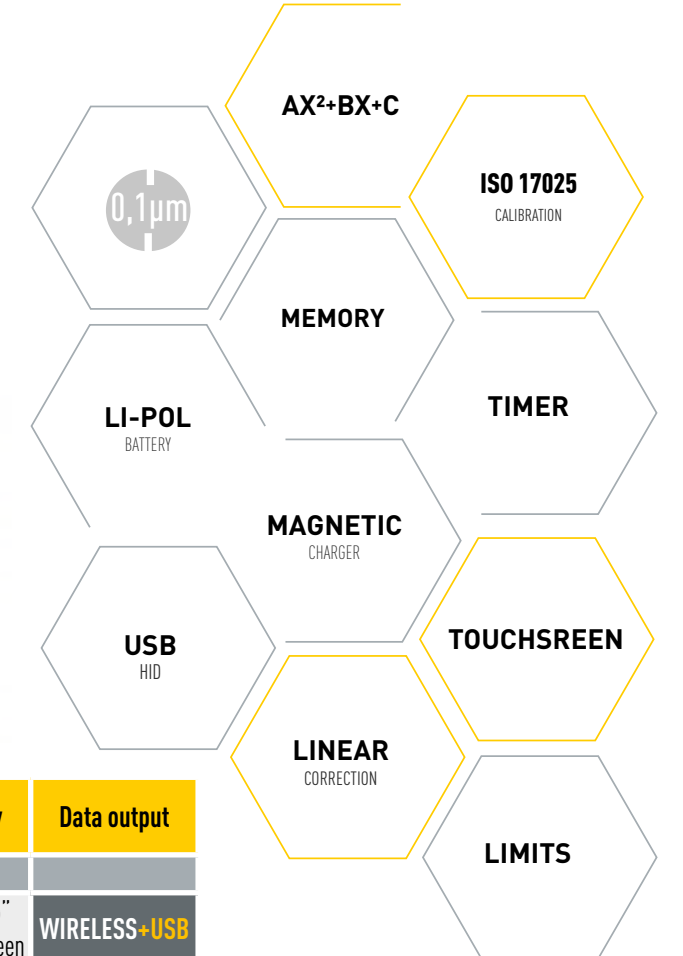 AX²+BX+C
ISO 17025
CALIBRATION
0,1µm
MEMORY
TIMER
LI-POL
BATTERY
MAGNETIC
CHARGER
TOUCHSREEN
USB
HID
LINEAR
CORRECTION
LIMITS
Data output
WIRELESS+USB